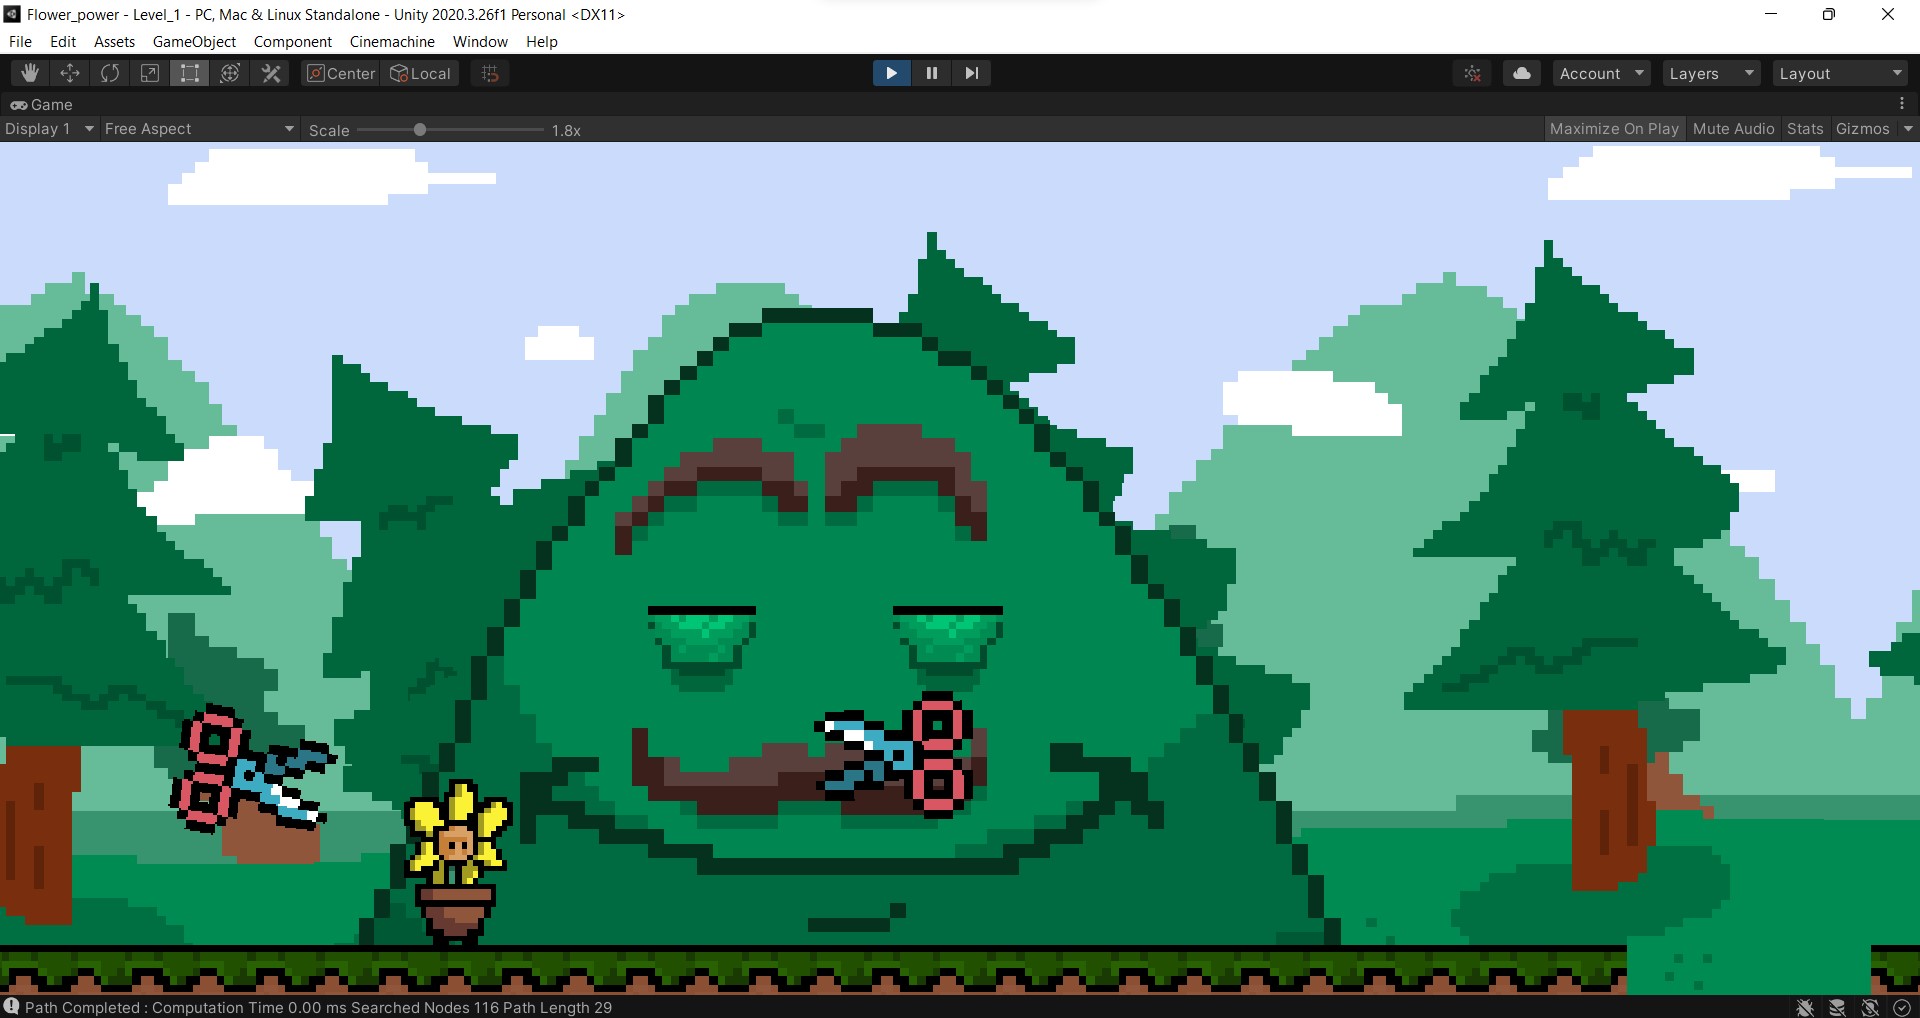 Flower_power - Level_1 - PC, Mac & Linux Standalone - Unity 2020.3.26f1 Personal <DX11>
File Edit Assets GameObject Component Cinemachine Window Help
Center Local Account Layers Layout
Game
Display 1 Free Aspect Scale 1.8x Maximize On Play Mute Audio Stats Gizmos
Path Completed : Computation Time 0.00 ms Searched Nodes 116 Path Length 29